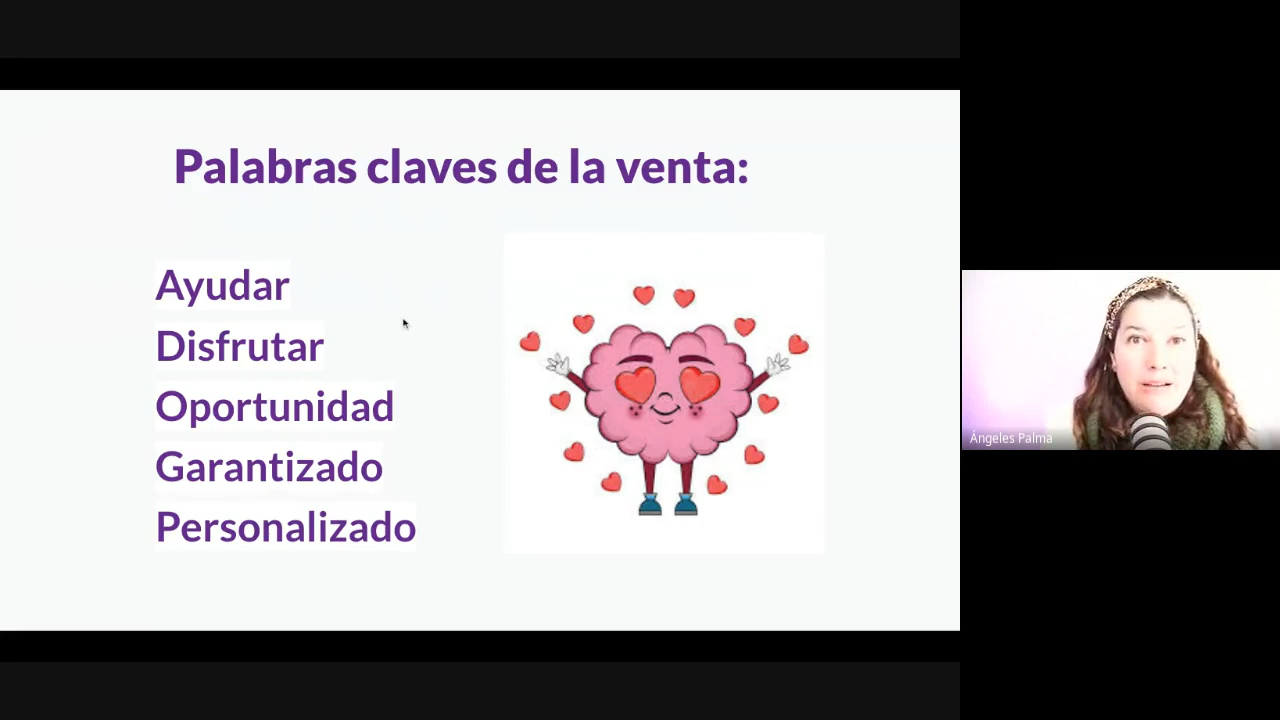 Palabras claves de la venta:
Ayudar
Disfrutar
Oportunidad
Garantizado
Personalizado
Ángeles Palma